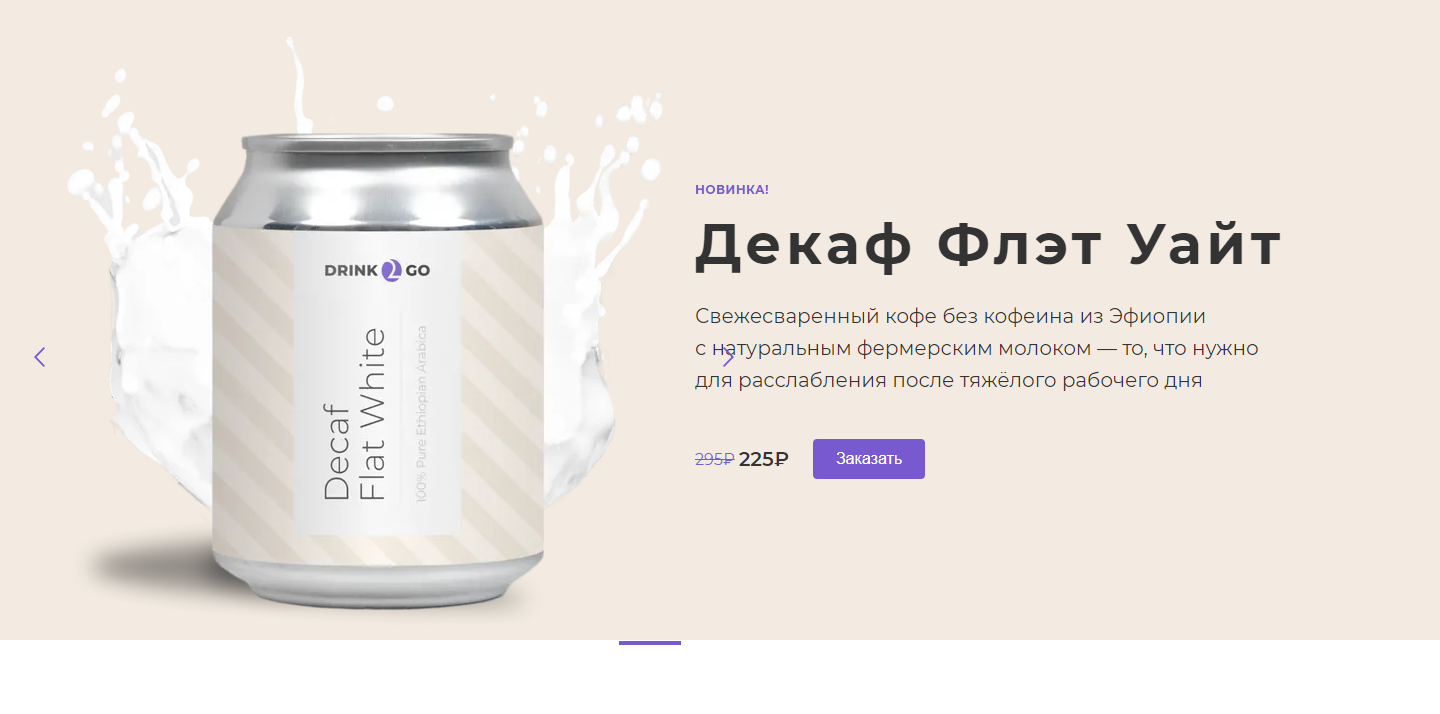 DRINK 2 GO
Decaf
Flat White
100% Pure Ethiopian Arabica
НОВИНКА!
Декаф Флэт Уайт
Свежесваренный кофе без кофеина из Эфиопии
с натуральным фермерским молоком — то, что нужно
для расслабления после тяжёлого рабочего дня
295₽ 225₽ Заказать